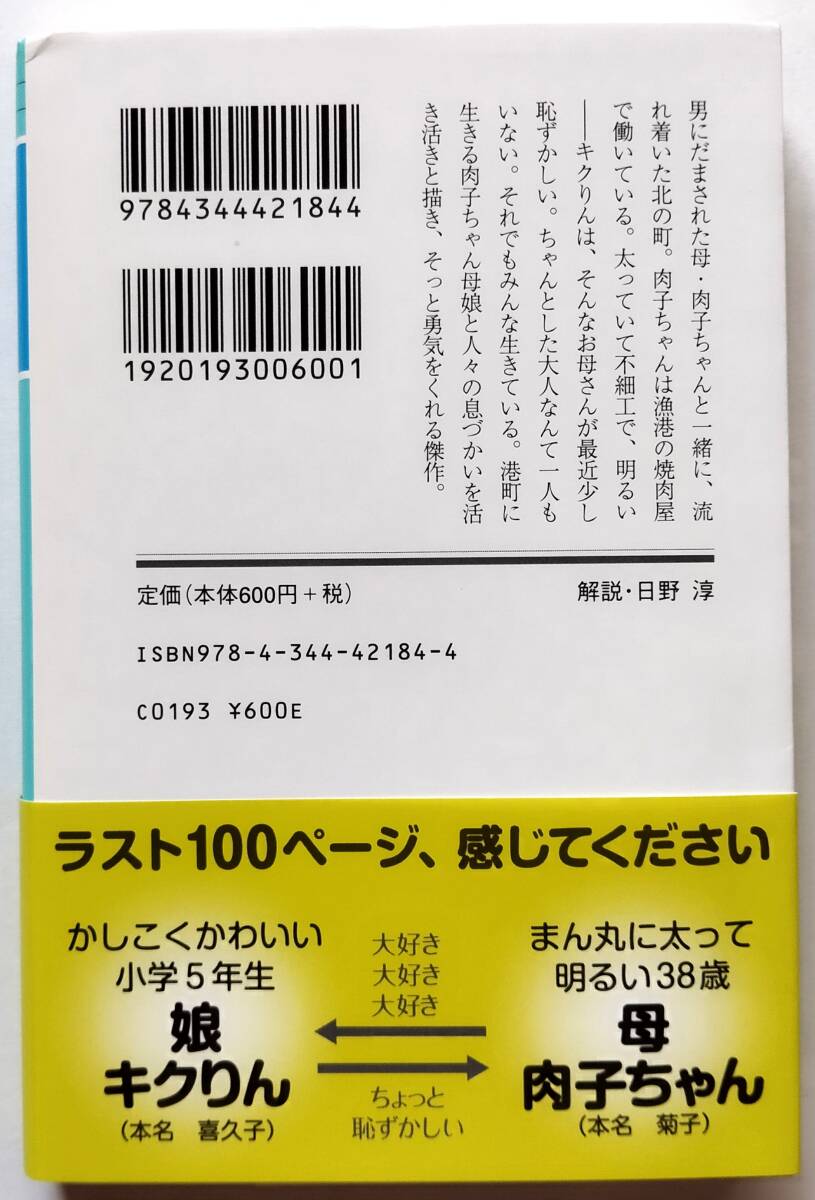 男にだまされた母・肉子ちゃんと一緒に、流
れ着いた北の町。肉子ちゃんは漁港の焼肉屋
で働いている。太っていて不細工で、明るい
――キクりんは、そんなお母さんが最近少し
恥ずかしい。ちゃんとした大人なんて一人も
いない。それでもみんな生きている。港町に
生きる肉子ちゃん母娘と人々の息づかいを活
き活きと描き、そっと勇気をくれる傑作。
9784344421844
1920193006001
定価(本体600円+税)
解説・日野 淳
ISBN978-4-344-42184-4
C0193 ¥600E
ラスト100ページ、感じてください
かしこくかわいい
小学5年生
娘
キクりん
(本名 喜久子)
大好き
大好き
大好き
ちょっと
恥ずかしい
まん丸に太って
明るい38歳
母
肉子ちゃん
(本名 菊子)